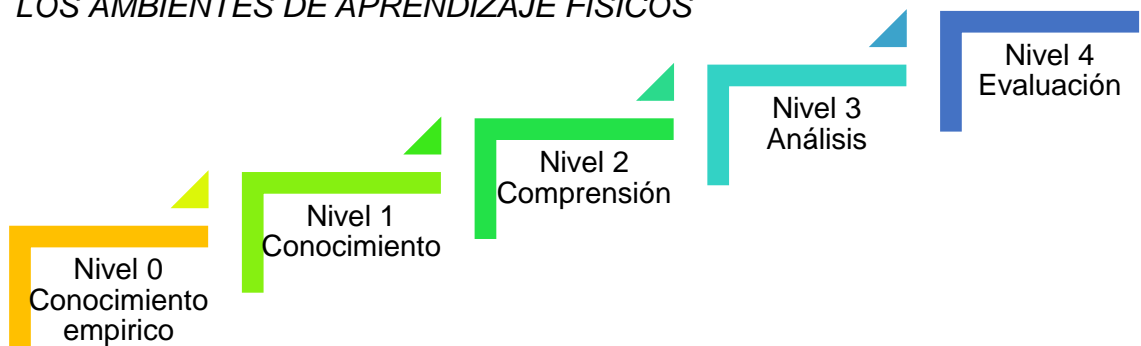 LOS AMBIENTES DE APRENDIZAJE FÍSICOS
Nivel 4
Evaluación
Nivel 3
Análisis
Nivel 2
Comprensión
Nivel 1
Conocimiento
Nivel 0
Conocimiento
empirico